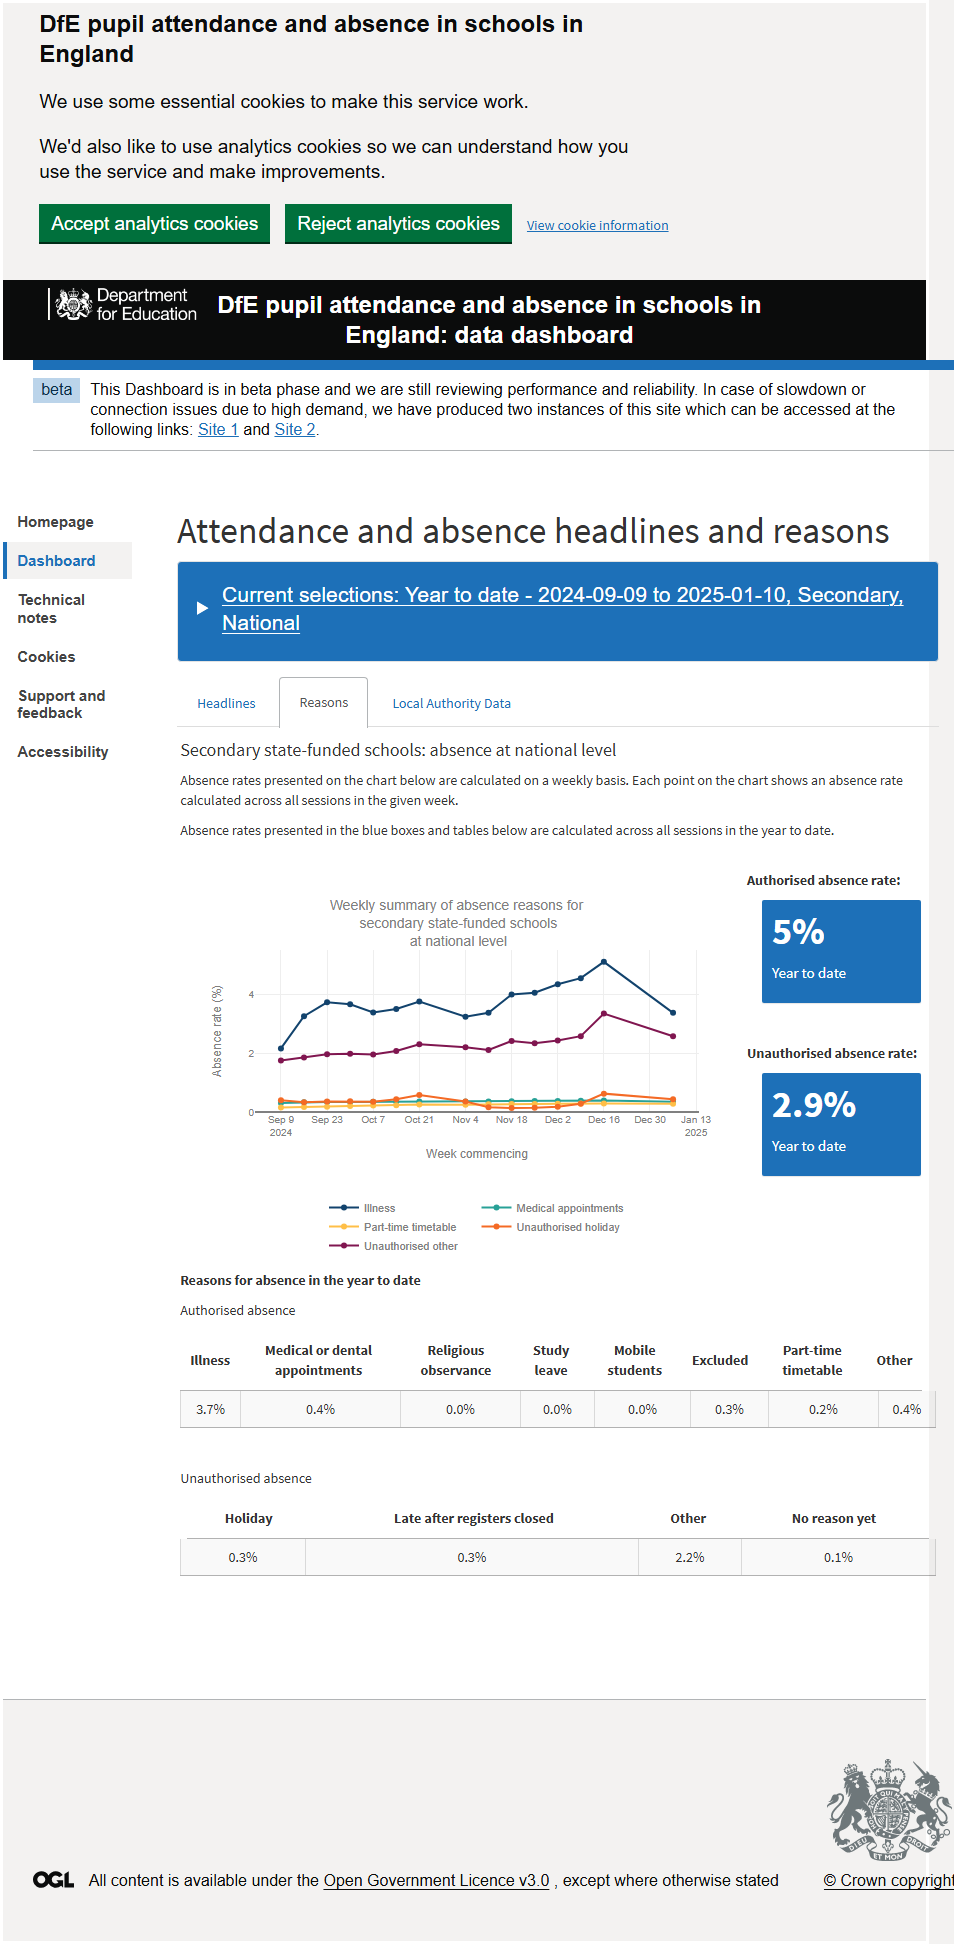 DfE pupil attendance and absence in schools in
England
We use some essential cookies to make this service work.
We'd also like to use analytics cookies so we can understand how you
use the service and make improvements.
Accept analytics cookies
Reject analytics cookies
View cookie information
Department
for Education
DfE pupil attendance and absence in schools in
England: data dashboard
beta
This Dashboard is in beta phase and we are still reviewing performance and reliability. In case of slowdown or
connection issues due to high demand, we have produced two instances of this site which can be accessed at the
following links: Site 1 and Site 2.
Homepage
Dashboard
Technical
notes
Cookies
Support and
feedback
Accessibility
Attendance and absence headlines and reasons
Current selections: Year to date - 2024-09-09 to 2025-01-10, Secondary,
National
Headlines
Reasons
Local Authority Data
Secondary state-funded schools: absence at national level
Absence rates presented on the chart below are calculated on a weekly basis. Each point on the chart shows an absence rate
calculated across all sessions in the given week.
Absence rates presented in the blue boxes and tables below are calculated across all sessions in the year to date.
Weekly summary of absence reasons for
secondary state-funded schools
at national level
Absence rate (%)
4
2
0
Sep 9
2024
Sep 23
Oct 7
Oct 21
Nov 4
Nov 18
Dec 2
Dec 16
Dec 30
Jan 13
2025
Week commencing
Illness
Medical appointments
Part-time timetable
Unauthorised holiday
Unauthorised other
Authorised absence rate:
5%
Year to date
Unauthorised absence rate:
2.9%
Year to date
Reasons for absence in the year to date
Authorised absence
Illness
Medical or dental
appointments
Religious
observance
Study
leave
Mobile
students
Excluded
Part-time
timetable
Other
3.7%
0.4%
0.0%
0.0%
0.0%
0.3%
0.2%
0.4%
Unauthorised absence
Holiday
Late after registers closed
Other
No reason yet
0.3%
0.3%
2.2%
0.1%
DIEU ET MON DROIT
OGL
All content is available under the Open Government Licence v3.0 , except where otherwise stated
© Crown copyright